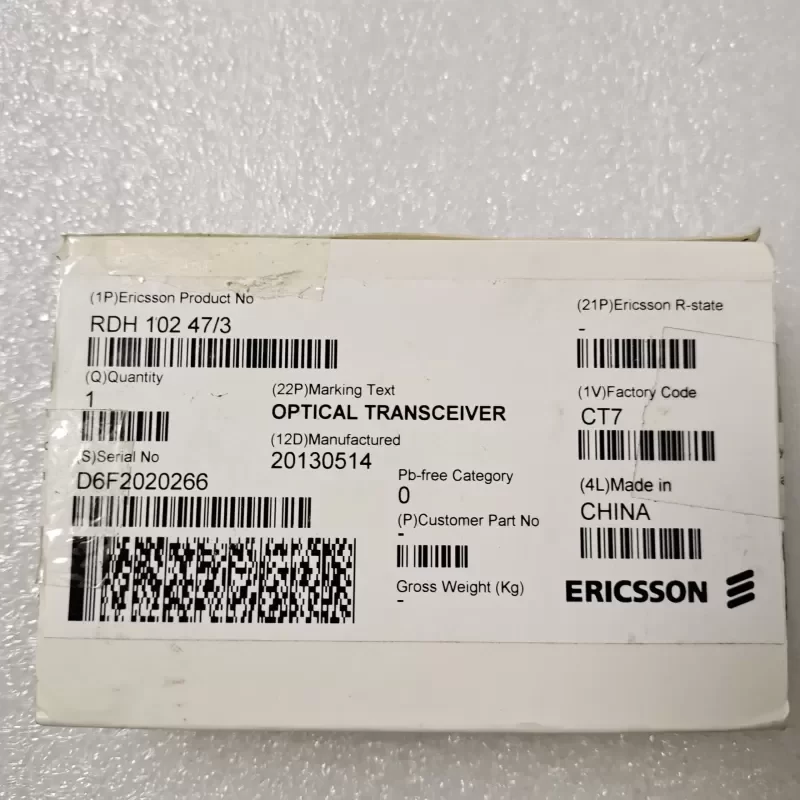 (1P)Ericsson Product No
RDH 102 47/3
(21P)Ericsson R-state
-
(Q)Quantity
1
(22P)Marking Text
OPTICAL TRANSCEIVER
(1V)Factory Code
CT7
(12D)Manufactured
20130514
(S)Serial No
D6F2020266
Pb-free Category
0
(4L)Made in
CHINA
(P)Customer Part No
-
Gross Weight (Kg)
-
ERICSSON